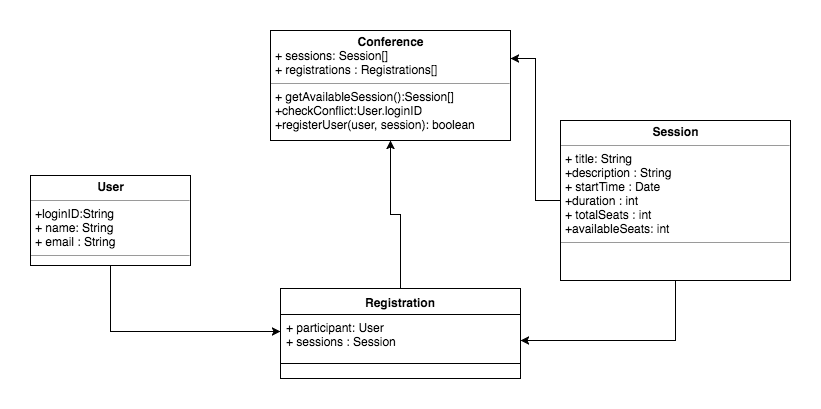 Conference
+ sessions: Session[]
+ registrations : Registrations[]
+ getAvailableSession():Session[]
+checkConflict:User.loginID
+registerUser(user, session): boolean
Session
+ title: String
+description : String
+ startTime : Date
+duration : int
+ totalSeats : int
+availableSeats: int
User
+loginID:String
+ name: String
+ email : String
Registration
+ participant: User
+ sessions : Session